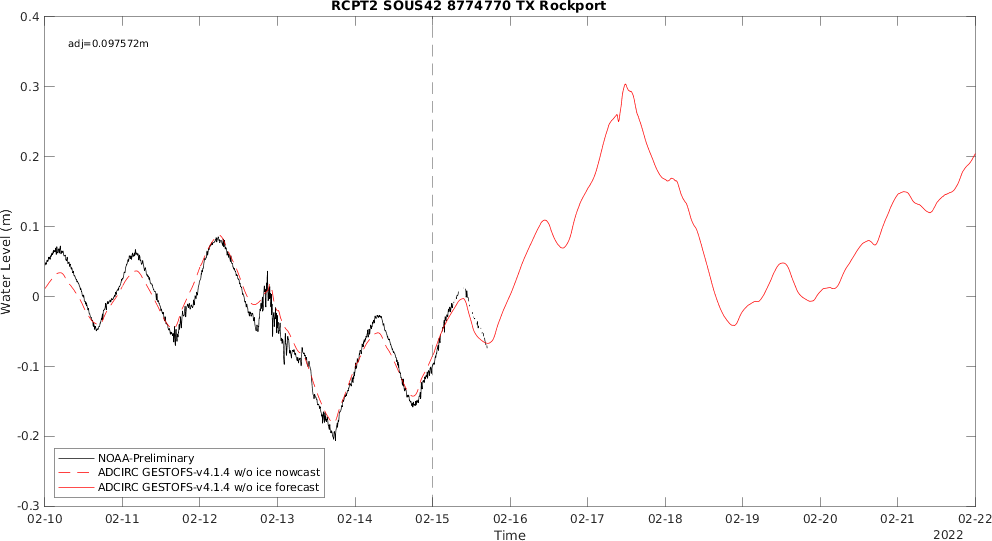 RCPT2 SOUS42 8774770 TX Rockport
adj=0.097572m
0.4
0.3
0.2
0.1
0
-0.1
-0.2
-0.3
Water Level (m)
NOAA-Preliminary
ADCIRC GESTOFS-v4.1.4 w/o ice nowcast
ADCIRC GESTOFS-v4.1.4 w/o ice forecast
02-10 02-11 02-12 02-13 02-14 02-15 02-16 02-17 02-18 02-19 02-20 02-21 02-22
Time
2022